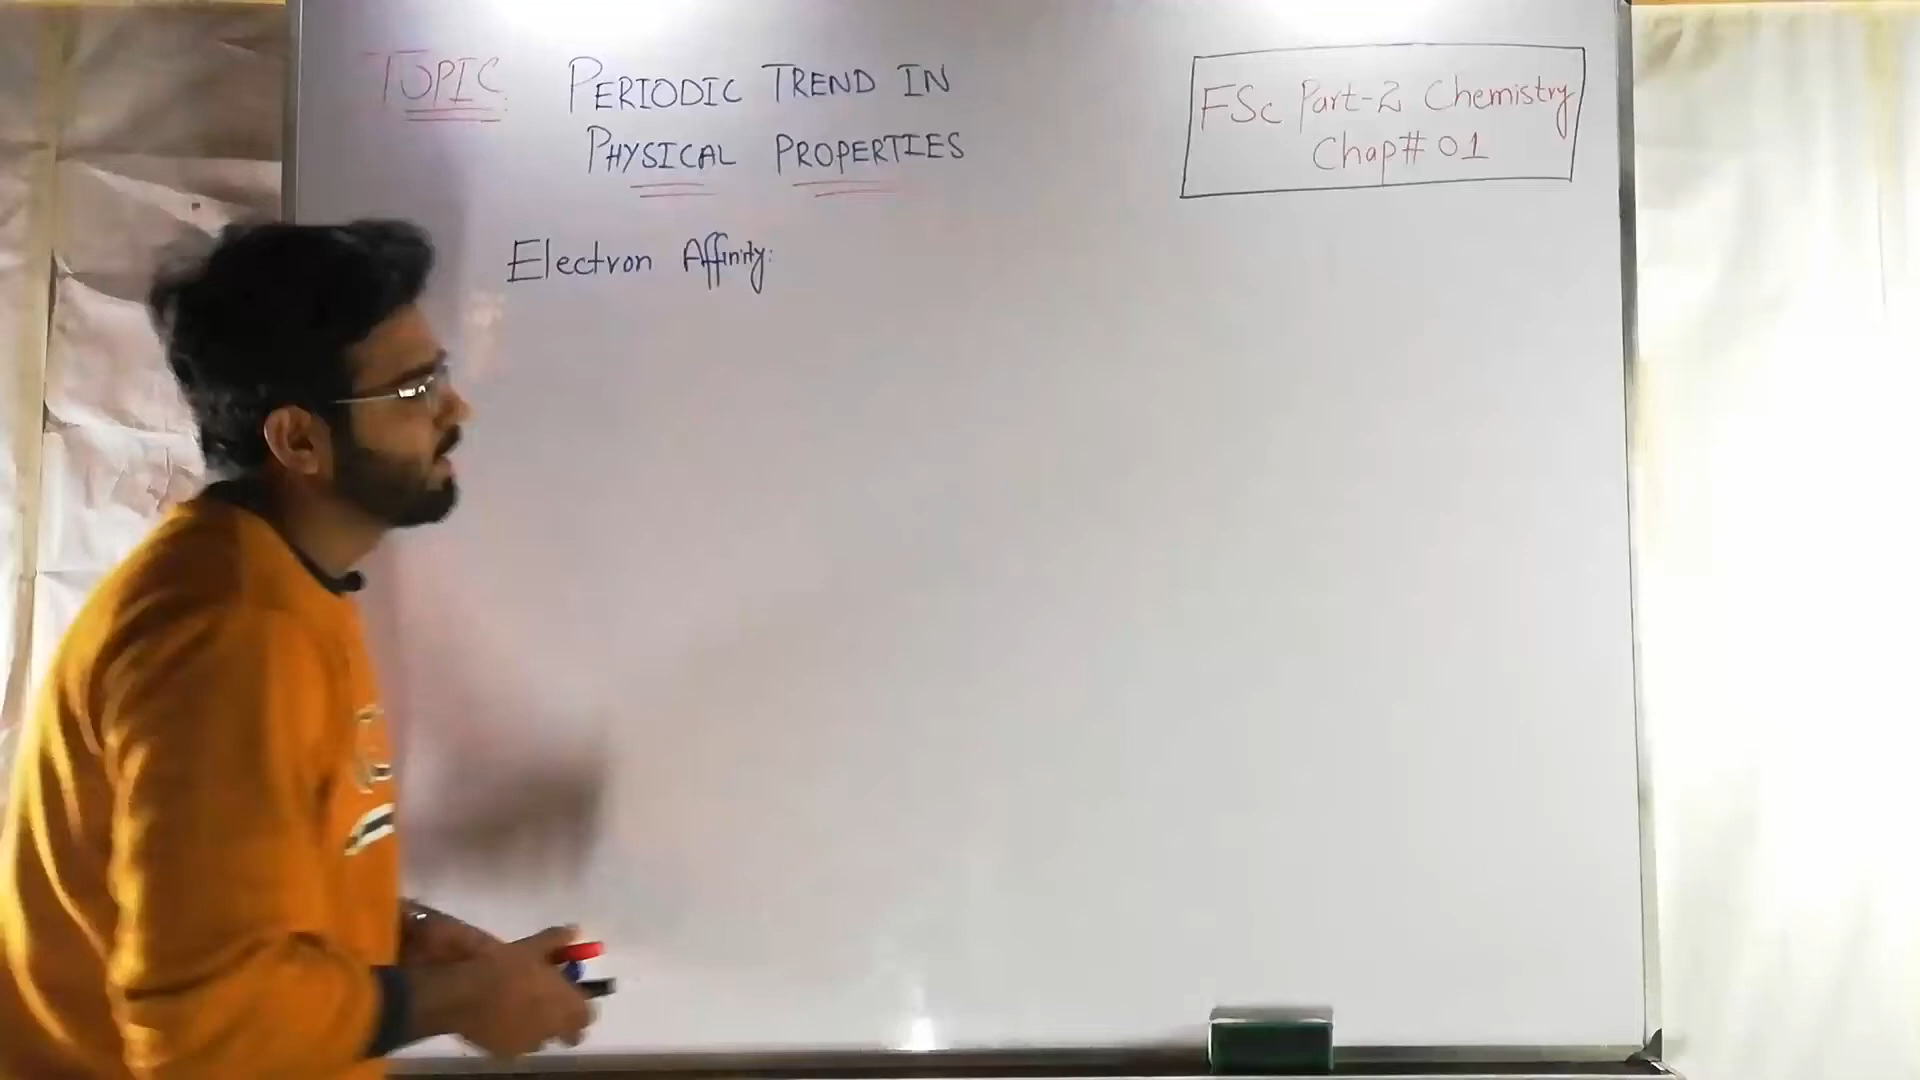 TOPIC PERIODIC TREND IN
PHYSICAL PROPERTIES
FSc Part-2 Chemistry
Chap# 01
Electron Affinity: